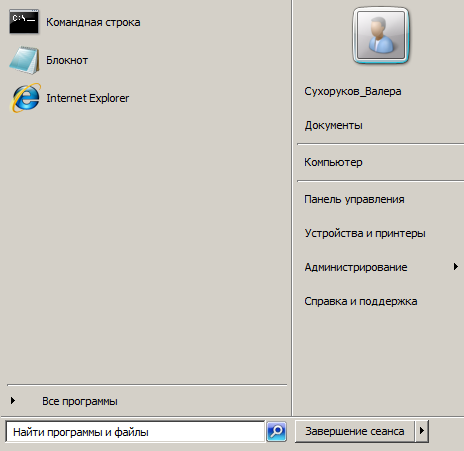 Командная строка
Блокнот
Internet Explorer
Все программы
Найти программы и файлы
Сухоруков_Валера
Документы
Компьютер
Панель управления
Устройства и принтеры
Администрирование
Справка и поддержка
Завершение сеанса